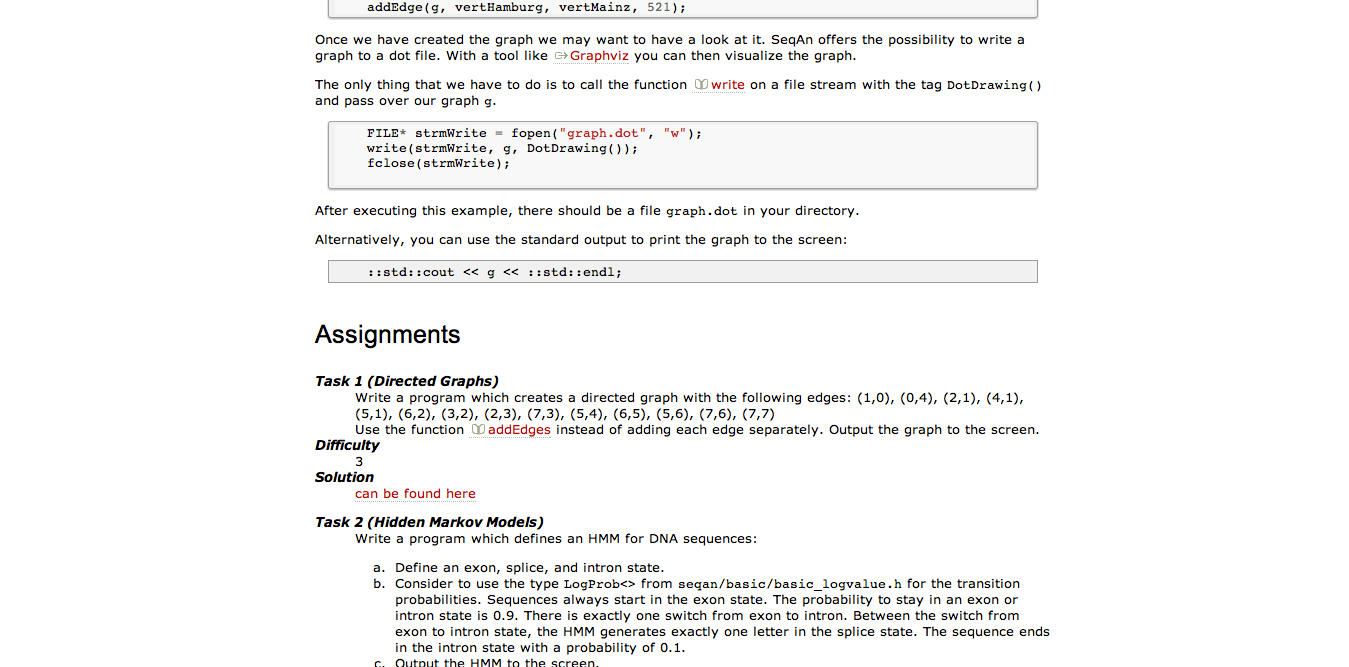 addEdge(g, vertHamburg, vertMainz, 521);
Once we have created the graph we may want to have a look at it. SeqAn offers the possibility to write a
graph to a dot file. With a tool like Graphviz you can then visualize the graph.
The only thing that we have to do is to call the function write on a file stream with the tag DotDrawing()
and pass over our graph g.
FILE* strmWrite = fopen("graph.dot", "w");
write(strmWrite, g, DotDrawing());
fclose(strmWrite);
After executing this example, there should be a file graph.dot in your directory.
Alternatively, you can use the standard output to print the graph to the screen:
::std::cout << g << ::std::endl;
Assignments
Task 1 (Directed Graphs)
Write a program which creates a directed graph with the following edges: (1,0), (0,4), (2,1), (4,1),
(5,1), (6,2), (3,2), (2,3), (7,3), (5,4), (6,5), (5,6), (7,6), (7,7)
Use the function addEdges instead of adding each edge separately. Output the graph to the screen.
Difficulty
3
Solution
can be found here
Task 2 (Hidden Markov Models)
Write a program which defines an HMM for DNA sequences:
a. Define an exon, splice, and intron state.
b. Consider to use the type LogProb<> from seqan/basic/basic_logvalue.h for the transition
probabilities. Sequences always start in the exon state. The probability to stay in an exon or
intron state is 0.9. There is exactly one switch from exon to intron. Between the switch from
exon to intron state, the HMM generates exactly one letter in the splice state. The sequence ends
in the intron state with a probability of 0.1.
c. Output the HMM to the screen.